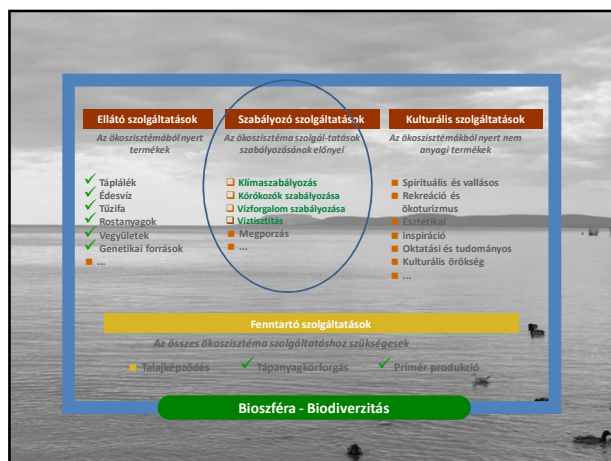 Ellátó szolgáltatások
Az ökoszisztémából nyert
termékek
Táplálék
Édesvíz
Tűzifa
Rostanyagok
Vegyületek
Genetikai források
...
Szabályozó szolgáltatások
Az ökoszisztéma szolgál-tatások
szabályozásának előnyei
Klímaszabályozás
Kórókozók szabályozása
Vízforgalom szabályozása
Víztisztítás
Megporzás
...
Kulturális szolgáltatások
Az ökoszisztémákból nyert nem
anyagi termékek
Spirituális és vallásos
Rekreáció és
ökoturizmus
Esztétikai
inspiráció
Oktatási és tudományos
Kulturális örökség
...
Fenntartó szolgáltatások
Az összes ökoszisztéma szolgáltatáshoz szükségesek
Talajképződés
Tápanyagkörforgás
Primér produkció
Bioszféra - Biodiverzitás